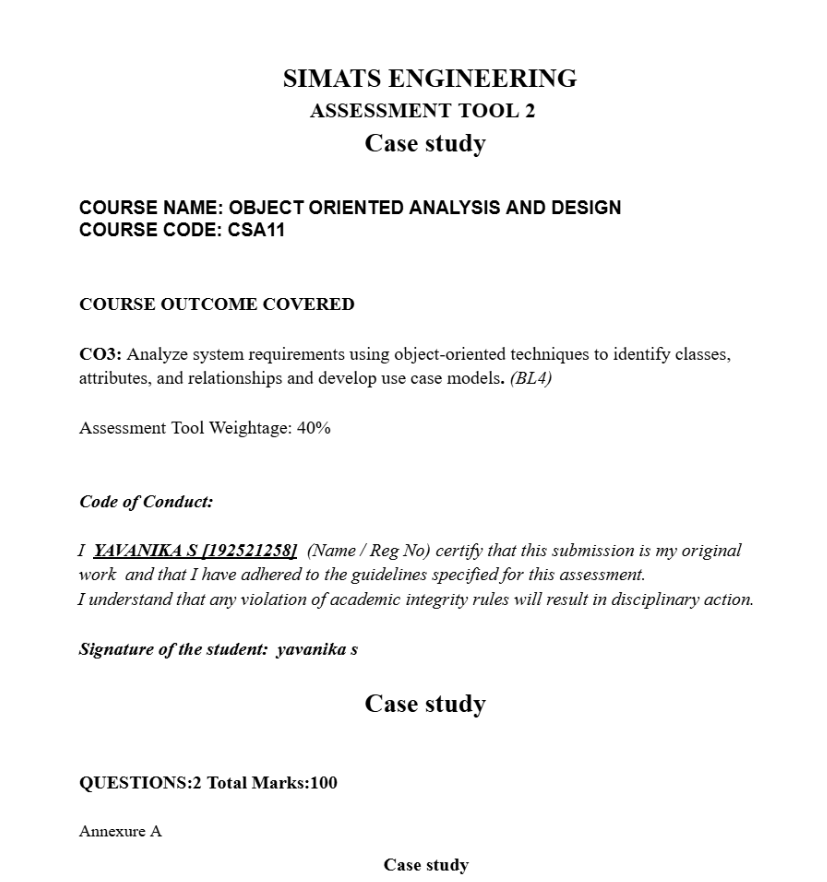 SIMATS ENGINEERING
ASSESSMENT TOOL 2
Case study
COURSE NAME: OBJECT ORIENTED ANALYSIS AND DESIGN
COURSE CODE: CSA11
COURSE OUTCOME COVERED
CO3: Analyze system requirements using object-oriented techniques to identify classes,
attributes, and relationships and develop use case models. (BL4)
Assessment Tool Weightage: 40%
Code of Conduct:
I YAVANIKA S [192521258] (Name / Reg No) certify that this submission is my original
work and that I have adhered to the guidelines specified for this assessment.
I understand that any violation of academic integrity rules will result in disciplinary action.
Signature of the student: yavanika s
Case study
QUESTIONS:2 Total Marks:100
Annexure A
Case study